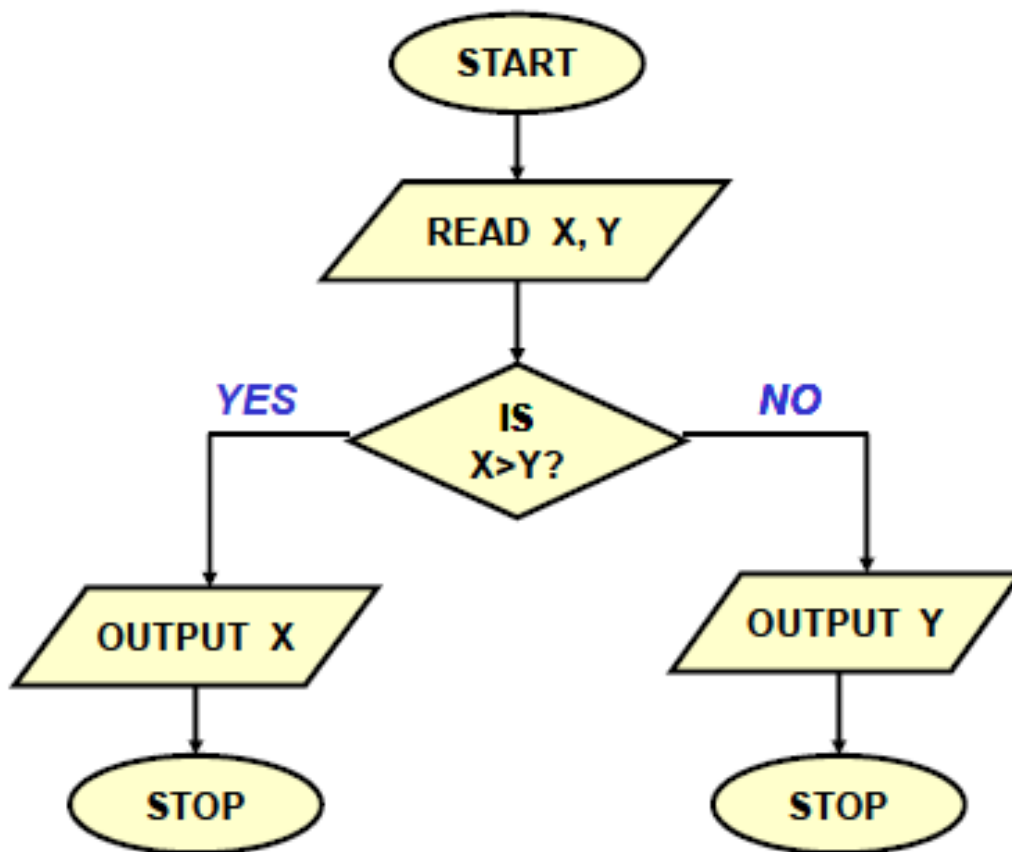 START
READ X, Y
YES
IS
X>Y?
NO
OUTPUT X
OUTPUT Y
STOP
STOP